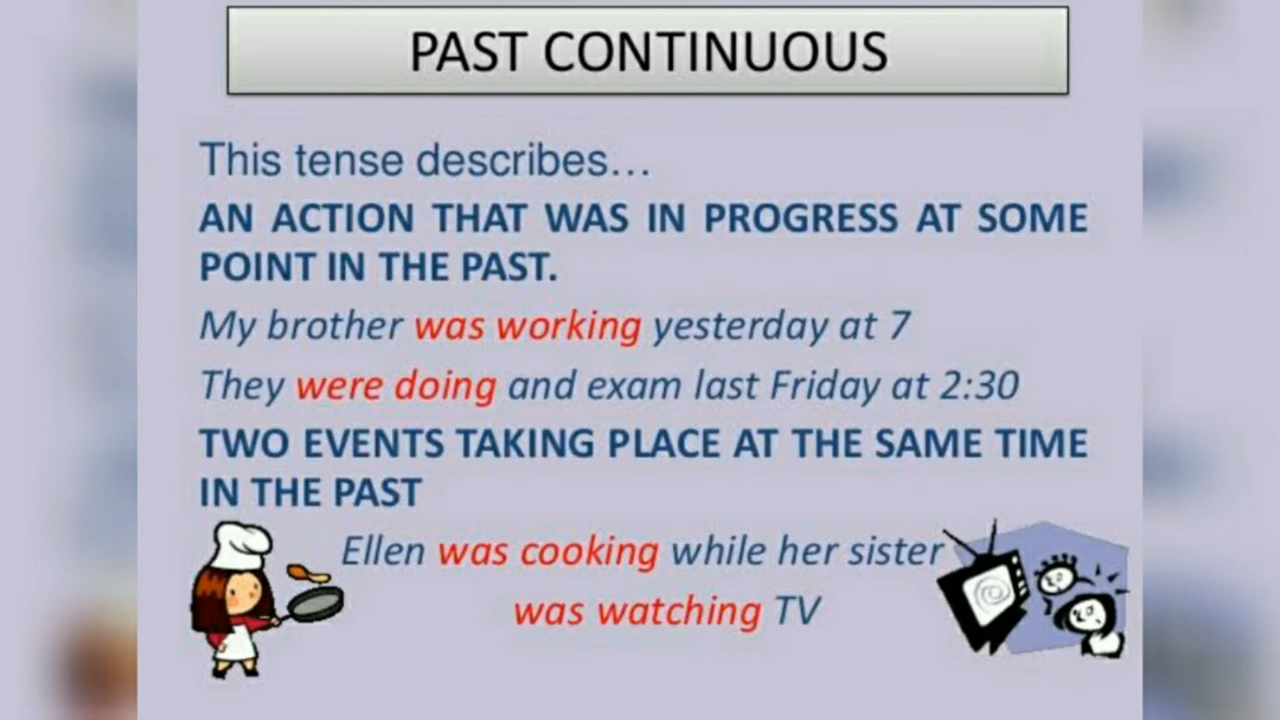 PAST CONTINUOUS
This tense describes...
AN ACTION THAT WAS IN PROGRESS AT SOME
POINT IN THE PAST.
My brother was working yesterday at 7
They were doing and exam last Friday at 2:30
TWO EVENTS TAKING PLACE AT THE SAME TIME
IN THE PAST
Ellen was cooking while her sister
was watching TV